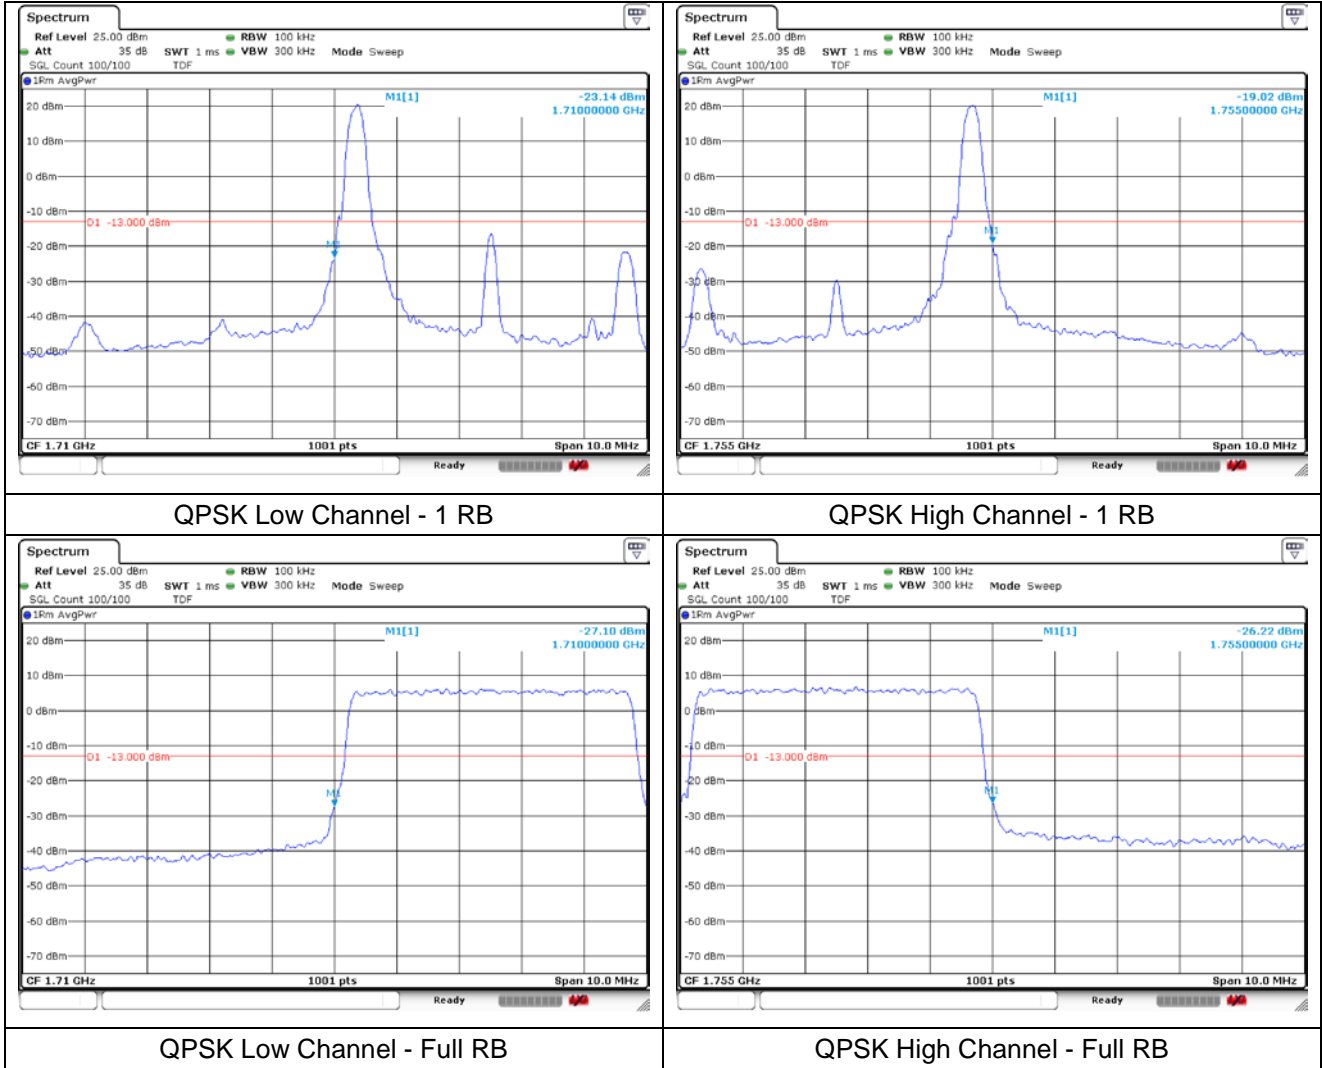 Spectrum
Ref Level 25.00 dBm RBW 100 kHz
Att 35 dB SWT 1 ms VBW 300 kHz Mode Sweep
SGL Count 100/100 TDF
1Rm AvgPwr
M1[1] -23.14 dBm
1.71000000 GHz
20 dBm
10 dBm
0 dBm
-10 dBm
D1 -13.000 dBm
-20 dBm
M1
-30 dBm
-40 dBm
-50 dBm
-60 dBm
-70 dBm
CF 1.71 GHz 1001 pts Span 10.0 MHz
Ready
QPSK Low Channel - 1 RB
Spectrum
Ref Level 25.00 dBm RBW 100 kHz
Att 35 dB SWT 1 ms VBW 300 kHz Mode Sweep
SGL Count 100/100 TDF
1Rm AvgPwr
M1[1] -19.02 dBm
1.75500000 GHz
20 dBm
10 dBm
0 dBm
-10 dBm
D1 -13.000 dBm
-20 dBm
M1
-30 dBm
-40 dBm
-50 dBm
-60 dBm
-70 dBm
CF 1.755 GHz 1001 pts Span 10.0 MHz
Ready
QPSK High Channel - 1 RB
Spectrum
Ref Level 25.00 dBm RBW 100 kHz
Att 35 dB SWT 1 ms VBW 300 kHz Mode Sweep
SGL Count 100/100 TDF
1Rm AvgPwr
M1[1] -27.10 dBm
1.71000000 GHz
20 dBm
10 dBm
0 dBm
-10 dBm
D1 -13.000 dBm
-20 dBm
M1
-30 dBm
-40 dBm
-50 dBm
-60 dBm
-70 dBm
CF 1.71 GHz 1001 pts Span 10.0 MHz
Ready
QPSK Low Channel - Full RB
Spectrum
Ref Level 25.00 dBm RBW 100 kHz
Att 35 dB SWT 1 ms VBW 300 kHz Mode Sweep
SGL Count 100/100 TDF
1Rm AvgPwr
M1[1] -26.22 dBm
1.75500000 GHz
20 dBm
10 dBm
0 dBm
-10 dBm
D1 -13.000 dBm
-20 dBm
M1
-30 dBm
-40 dBm
-50 dBm
-60 dBm
-70 dBm
CF 1.755 GHz 1001 pts Span 10.0 MHz
Ready
QPSK High Channel - Full RB